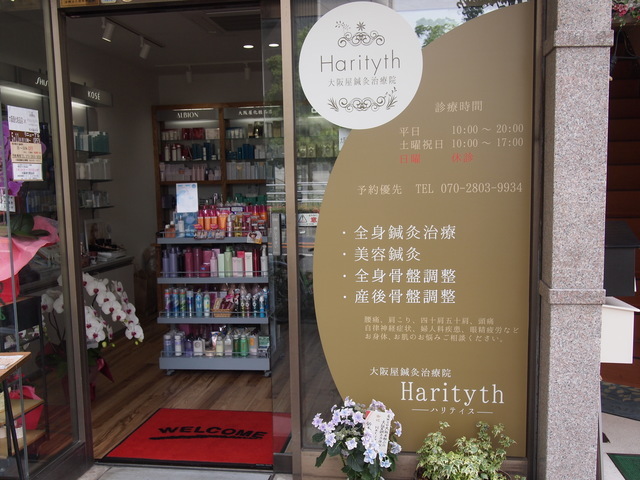 SHISEIDO
KOSÉ
ALBION
Harityth
大阪屋鍼灸治療院
診療時間
平日 10:00～20:00
土曜祝日 10:00～17:00
日曜 休診
予約優先 TEL 070-2803-9934
・全身鍼灸治療
・美容鍼灸
・全身骨盤調整
・産後骨盤調整
腰痛、肩こり、四十肩五十肩、頭痛
自律神経症状、婦人科疾患、眼精疲労など
お身体、お肌のお悩みご相談ください。
大阪屋鍼灸治療院
Harityth
ハリティス
WELCOME